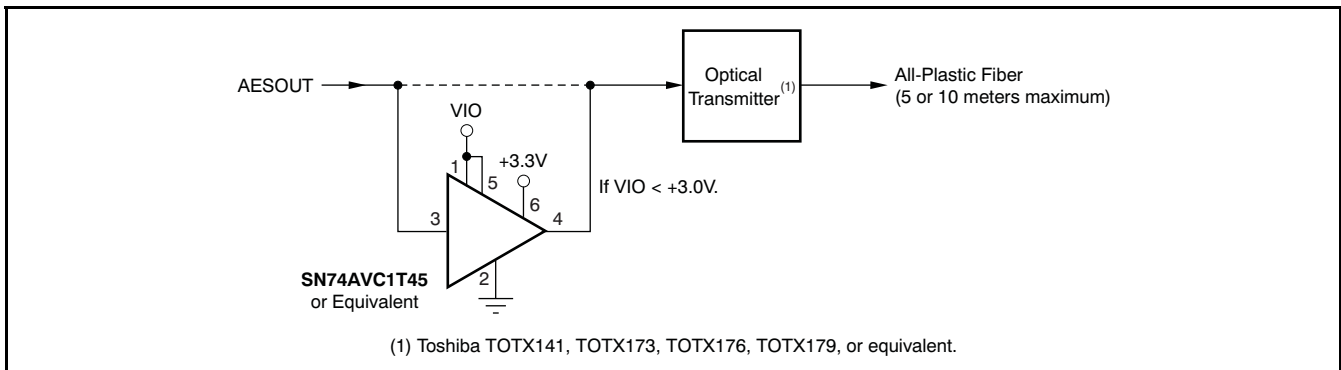 AESOUT
Optical
Transmitter(1)
All-Plastic Fiber
(5 or 10 meters maximum)
VIO
+3.3V
1
5
6
If VIO < +3.0V.
3
4
2
SN74AVC1T45
or Equivalent
(1) Toshiba TOTX141, TOTX173, TOTX176, TOTX179, or equivalent.